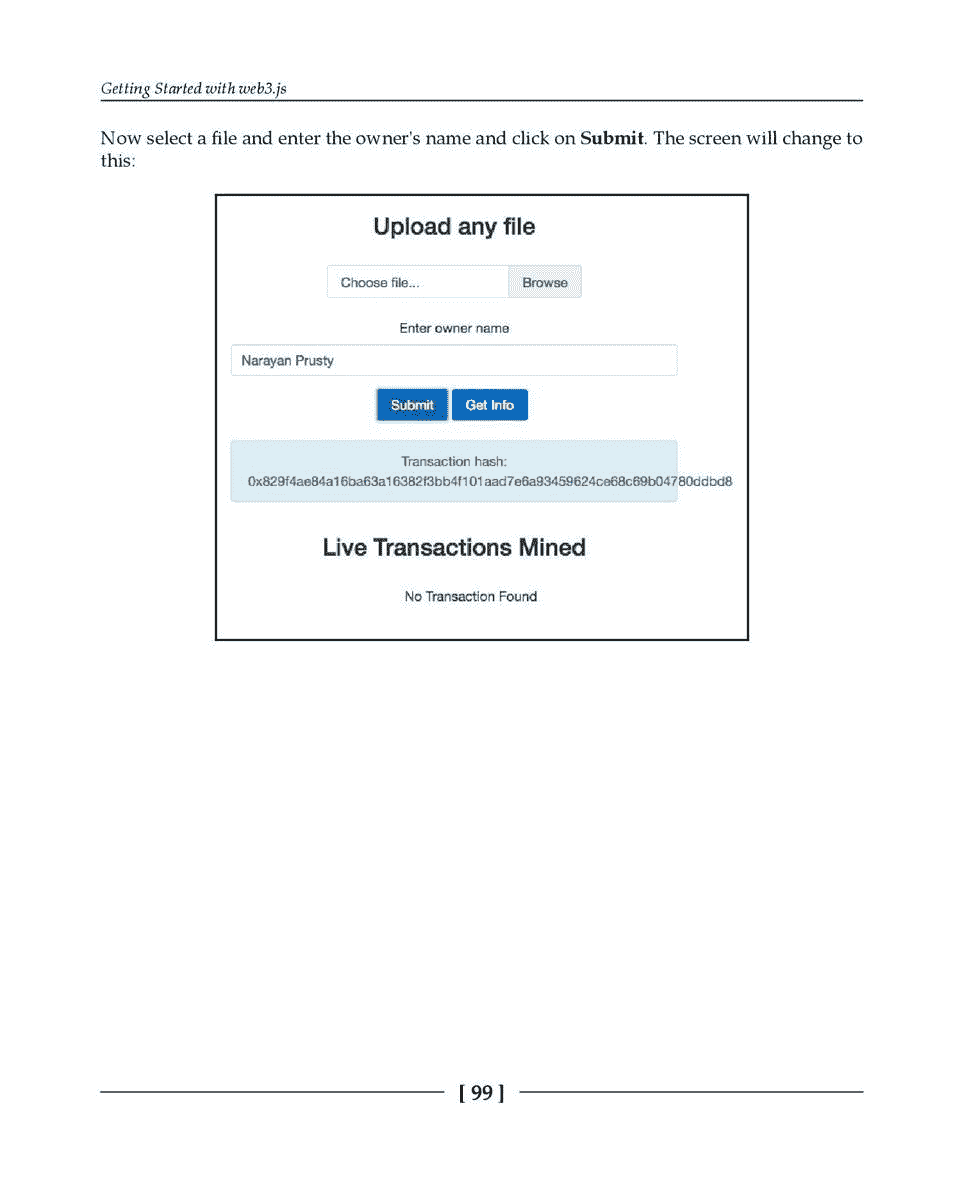 Getting Started with web3.js
Now select a file and enter the owner's name and click on Submit. The screen will change to
this:
Upload any file
Choose file...
Browse
Enter owner name
Narayan Prusty
Submit
Get Info
Transaction hash:
0x829f4ae84a16ba63a16382f3bb4f101aad7e6a93459624ce68c69b04780ddbd8
Live Transactions Mined
No Transaction Found
[ 99 ]